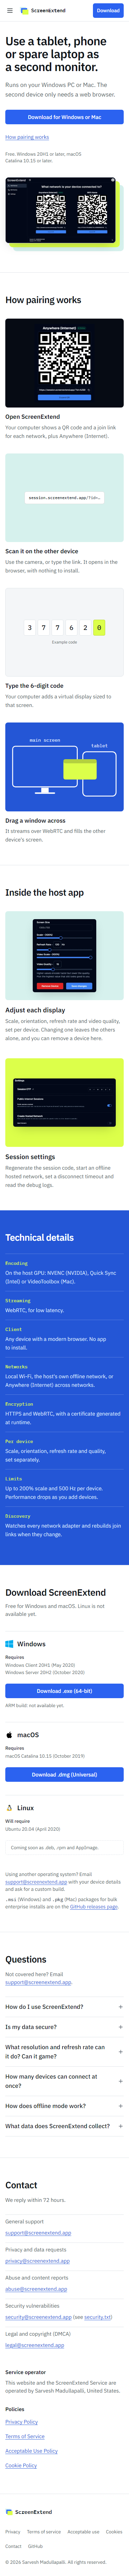 ScreenExtend
Download
Use a tablet, phone
or spare laptop as
a second monitor.
Runs on your Windows PC or Mac. The
second device only needs a web browser.
Download for Windows or Mac
How pairing works
Free. Windows 20H1 or later, macOS
Catalina 10.15 or later.
How pairing works
Open ScreenExtend
Your computer shows a QR code and a join link
for each network, plus Anywhere (Internet).
session.screenextend.app/?id=…
Scan it on the other device
Use the camera, or type the link. It opens in the
browser, with nothing to install.
3 7 7 6 2 0
Example code
Type the 6-digit code
Your computer adds a virtual display sized to
that screen.
main screen
tablet
Drag a window across
It streams over WebRTC and fills the other
device's screen.
Inside the host app
Adjust each display
Scale, orientation, refresh rate and video quality,
set per device. Changing one leaves the others
alone, and you can remove a device here.
Session settings
Regenerate the session code, start an offline
hosted network, set a disconnect timeout and
read the debug logs.
Technical details
Encoding
On the host GPU: NVENC (NVIDIA), Quick Sync
(Intel) or VideoToolbox (Mac).
Streaming
WebRTC, for low latency.
Client
Any device with a modern browser. No app
to install.
Networks
Local Wi-Fi, the host's own offline network, or
Anywhere (Internet) across networks.
Encryption
HTTPS and WebRTC, with a certificate generated
at runtime.
Per device
Scale, orientation, refresh rate and quality,
set separately.
Limits
Up to 200% scale and 500 Hz per device.
Performance drops as you add devices.
Discovery
Watches every network adapter and rebuilds join
links when they change.
Download ScreenExtend
Free for Windows and macOS. Linux is not
available yet.
Windows
Requires
Windows Client 20H1 (May 2020)
Windows Server 20H2 (October 2020)
Download .exe (64-bit)
ARM build: not available yet.
macOS
Requires
macOS Catalina 10.15 (October 2019)
Download .dmg (Universal)
Linux
Will require
Ubuntu 20.04 (April 2020)
Coming soon as .deb, .rpm and AppImage.
Using another operating system? Email
support@screenextend.app with your device details
and ask for a custom build.
.msi (Windows) and .pkg (Mac) packages for bulk
enterprise installs are on the GitHub releases page.
Questions
Not covered here? Email
support@screenextend.app.
How do I use ScreenExtend?
Is my data secure?
What resolution and refresh rate can
it do? Can it game?
How many devices can connect at
once?
How does offline mode work?
What data does ScreenExtend collect?
Contact
We reply within 72 hours.
General support
support@screenextend.app
Privacy and data requests
privacy@screenextend.app
Abuse and content reports
abuse@screenextend.app
Security vulnerabilities
security@screenextend.app (see security.txt)
Legal and copyright (DMCA)
legal@screenextend.app
Service operator
This website and the ScreenExtend Service are
operated by Sarvesh Madullapalli, United States.
Policies
Privacy Policy
Terms of Service
Acceptable Use Policy
Cookie Policy
ScreenExtend
Privacy Terms of service Acceptable use Cookies
Contact GitHub
© 2026 Sarvesh Madullapalli. All rights reserved.